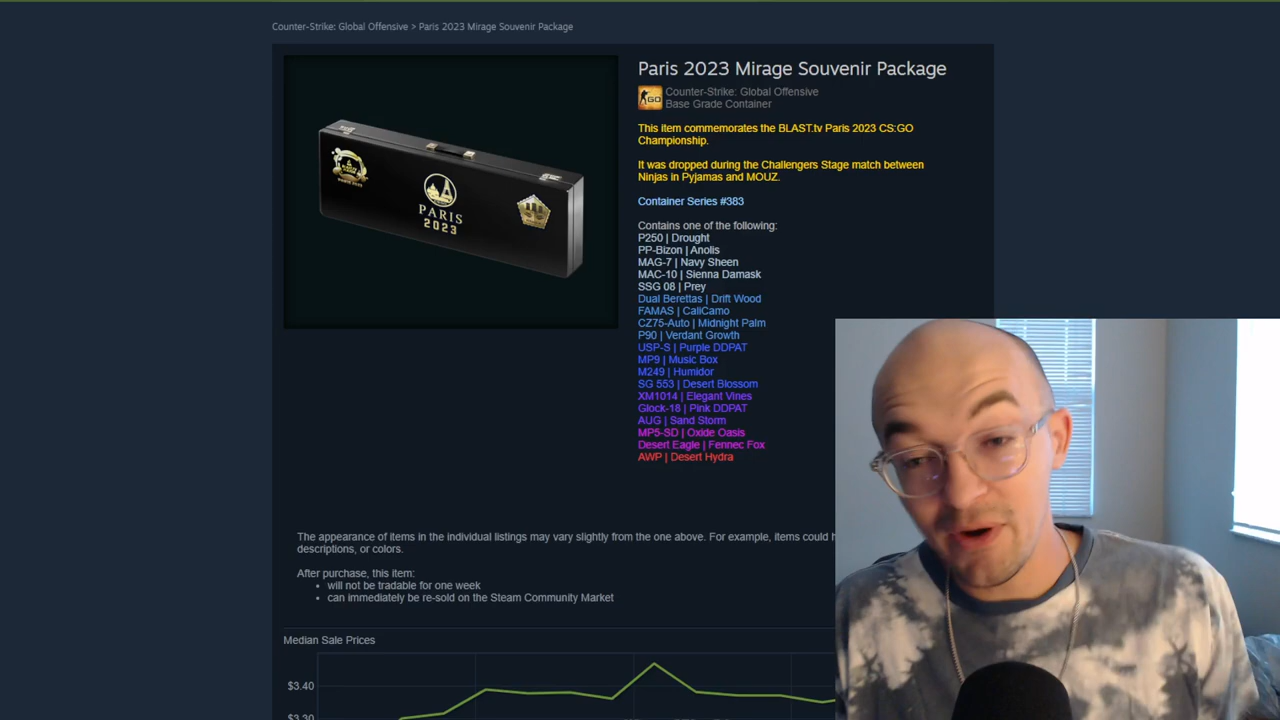 Counter-Strike: Global Offensive > Paris 2023 Mirage Souvenir Package
Paris 2023 Mirage Souvenir Package
Counter-Strike: Global Offensive
Base Grade Container
This item commemorates the BLAST.tv Paris 2023 CS:GO
Championship.
It was dropped during the Challengers Stage match between
Ninjas in Pyjamas and MOUZ.
Container Series #383
Contains one of the following:
P250 | Drought
PP-Bizon | Anolis
MAG-7 | Navy Sheen
MAC-10 | Sienna Damask
SSG 08 | Prey
Dual Berettas | Drift Wood
FAMAS | CaliCamo
CZ75-Auto | Midnight Palm
P90 | Verdant Growth
USP-S | Purple DDPAT
MP9 | Music Box
M249 | Humidor
SG 553 | Desert Blossom
XM1014 | Elegant Vines
Glock-18 | Pink DDPAT
AUG | Sand Storm
MP5-SD | Oxide Oasis
Desert Eagle | Fennec Fox
AWP | Desert Hydra
PARIS
2023
The appearance of items in the individual listings may vary slightly from the one above. For example, items could
descriptions, or colors.
After purchase, this item:
• will not be tradable for one week
• can immediately be re-sold on the Steam Community Market
Median Sale Prices
$3.40
$3.30